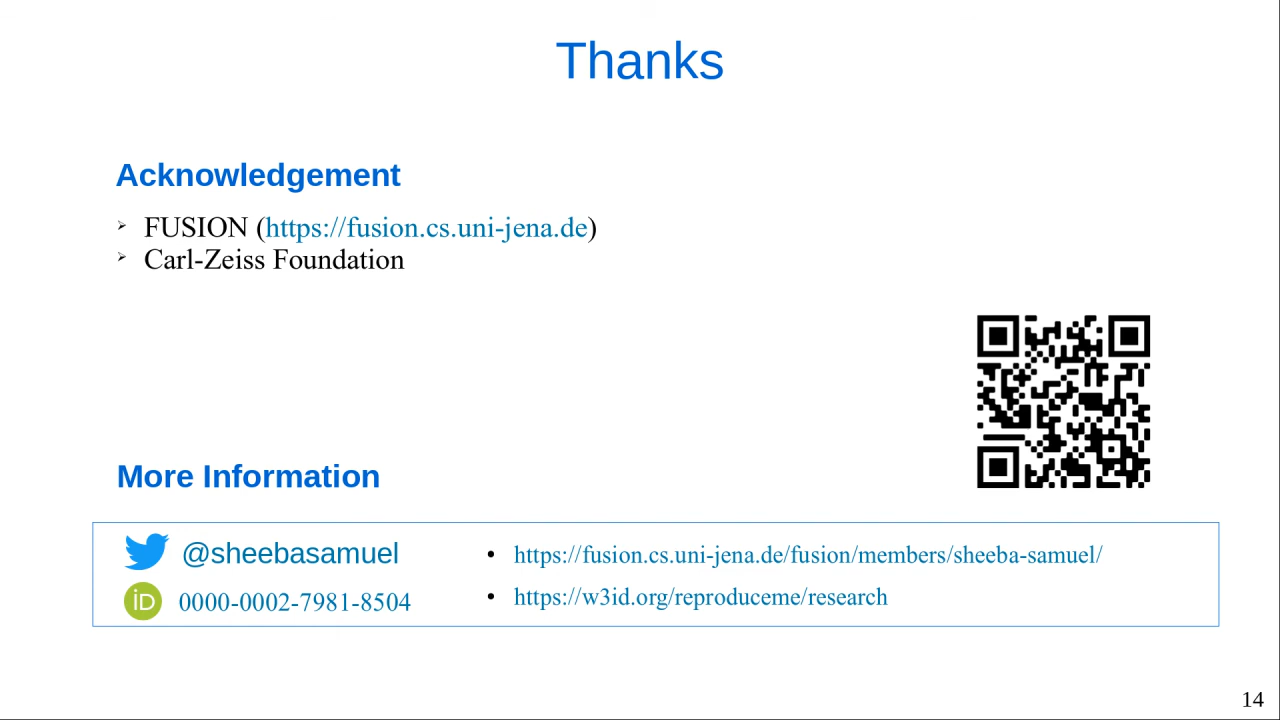 Thanks
Acknowledgement
➢ FUSION (https://fusion.cs.uni-jena.de)
➢ Carl-Zeiss Foundation
More Information
@sheebasamuel
iD 0000-0002-7981-8504
• https://fusion.cs.uni-jena.de/fusion/members/sheeba-samuel/
• https://w3id.org/reproduceme/research
14